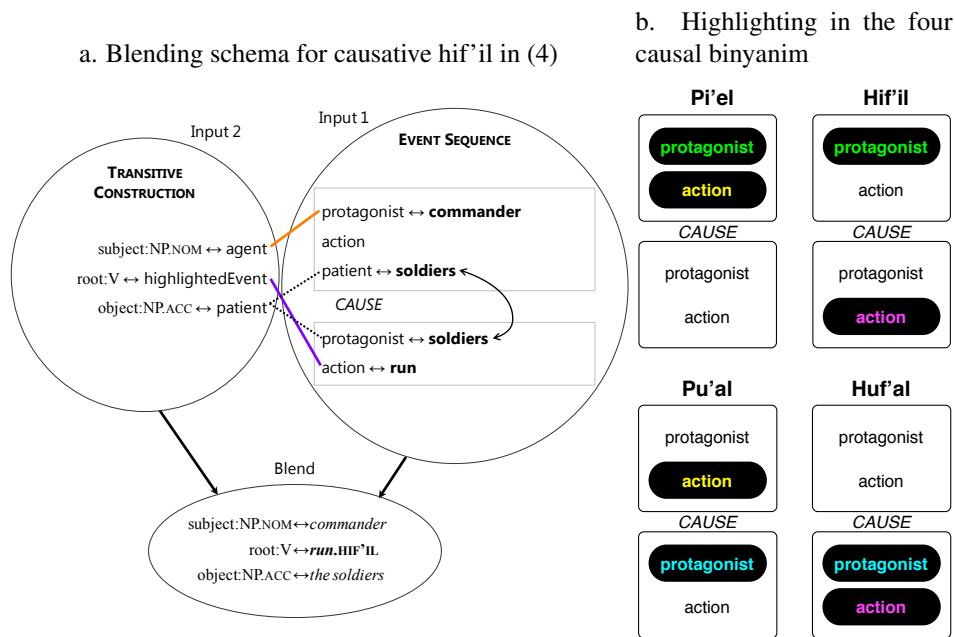 a. Blending schema for causative hif'il in (4)
Input 2
Input 1
TRANSITIVE
CONSTRUCTION
subject:NP.NOM ↔ agent
root:V ↔ highlightedEvent
object:NP.ACC ↔ patient
EVENT SEQUENCE
protagonist ↔ commander
action
patient ↔ soldiers
CAUSE
protagonist ↔ soldiers
action ↔ run
Blend
subject:NP.NOM↔commander
root:V↔run.HIF'IL
object:NP.ACC↔the soldiers
b. Highlighting in the four
causal binyanim
Pi'el
protagonist
action
CAUSE
protagonist
action
Hif'il
protagonist
action
CAUSE
protagonist
action
Pu'al
protagonist
action
CAUSE
protagonist
action
Huf'al
protagonist
action
CAUSE
protagonist
action